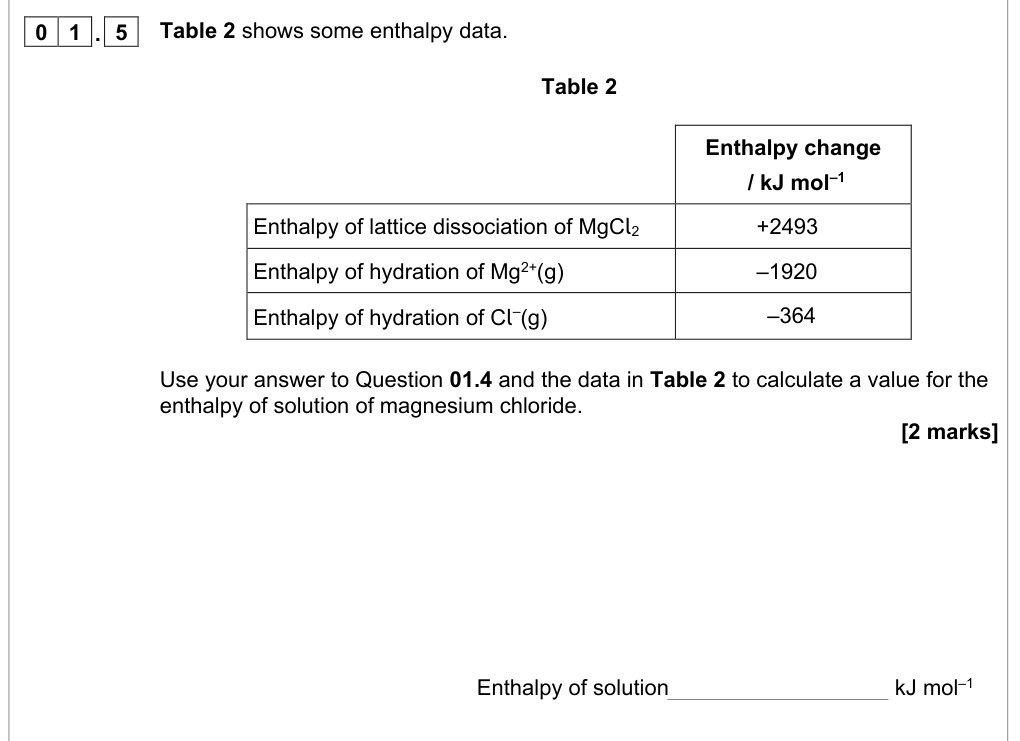 0 1 . 5 Table 2 shows some enthalpy data.
Table 2
Enthalpy change
/ kJ mol⁻¹
Enthalpy of lattice dissociation of MgCl₂ +2493
Enthalpy of hydration of Mg²⁺(g) –1920
Enthalpy of hydration of Cl⁻(g) –364
Use your answer to Question 01.4 and the data in Table 2 to calculate a value for the
enthalpy of solution of magnesium chloride.
[2 marks]
Enthalpy of solution kJ mol⁻¹